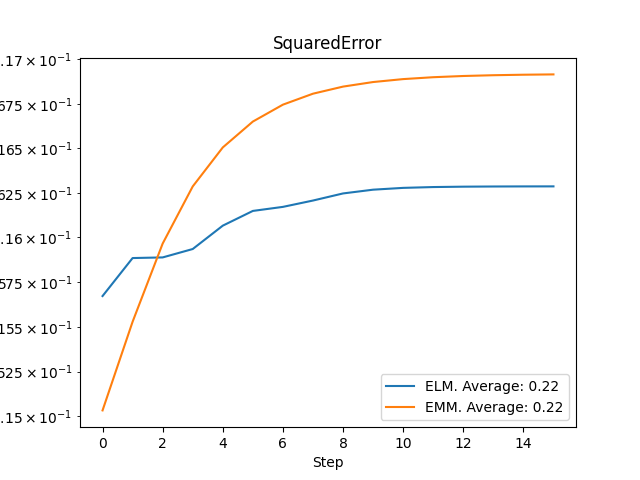 SquaredError
.17 × 10⁻¹
675 × 10⁻¹
165 × 10⁻¹
625 × 10⁻¹
.16 × 10⁻¹
575 × 10⁻¹
155 × 10⁻¹
525 × 10⁻¹
.15 × 10⁻¹
ELM. Average: 0.22
EMM. Average: 0.22
0 2 4 6 8 10 12 14
Step